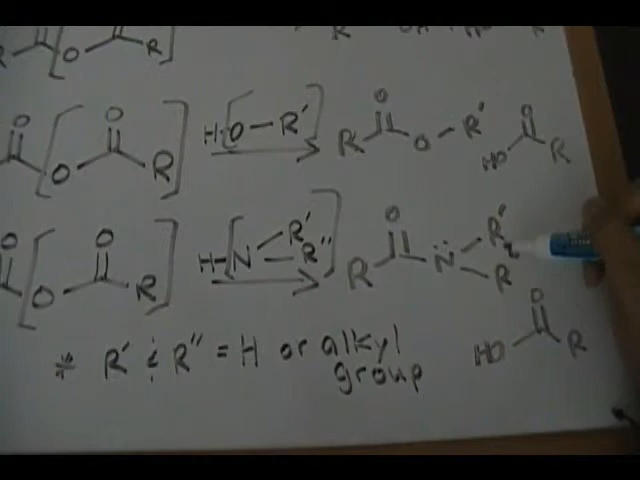 O R
O O H O — R' O O
O R R O R" HO R
O O H N R' R" O N R' R
O R R O
* R' & R" = H or alkyl HO R
group